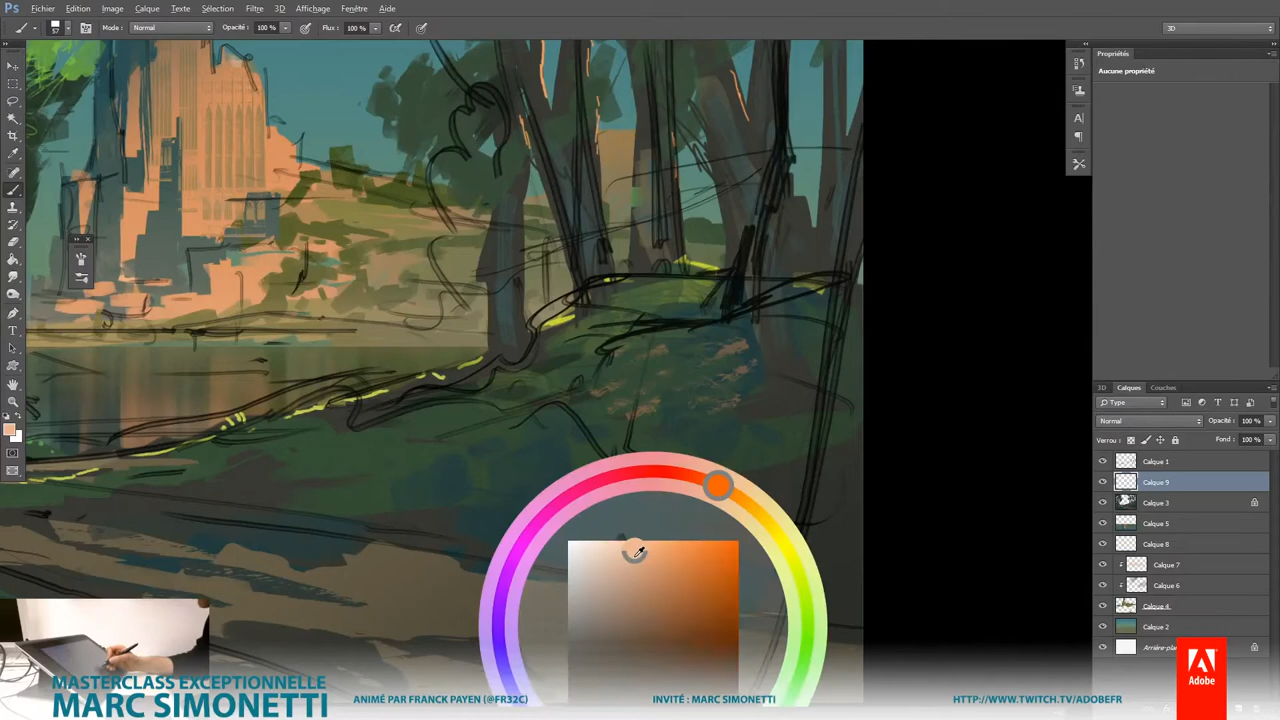 Ps Fichier Edition Image Calque Texte Sélection Filtre 3D Affichage Fenêtre Aide
57 Mode : Normal Opacité : 100 % Flux : 100 % 3D
Propriétés
Aucune propriété
A
T
3D Calques Couches
Type
Normal Opacité : 100 %
Verrou : Fond : 100 %
Calque 1
Calque 9
Calque 3
Calque 5
Calque 8
Calque 7
Calque 6
Calque 4
Calque 2
Adobe
MASTERCLASS EXCEPTIONNELLE
MARC SIMONETTI
ANIMÉ PAR FRANCK PAYEN (@FR32C)
INVITÉ : MARC SIMONETTI
HTTP://WWW.TWITCH.TV/ADOBEFR